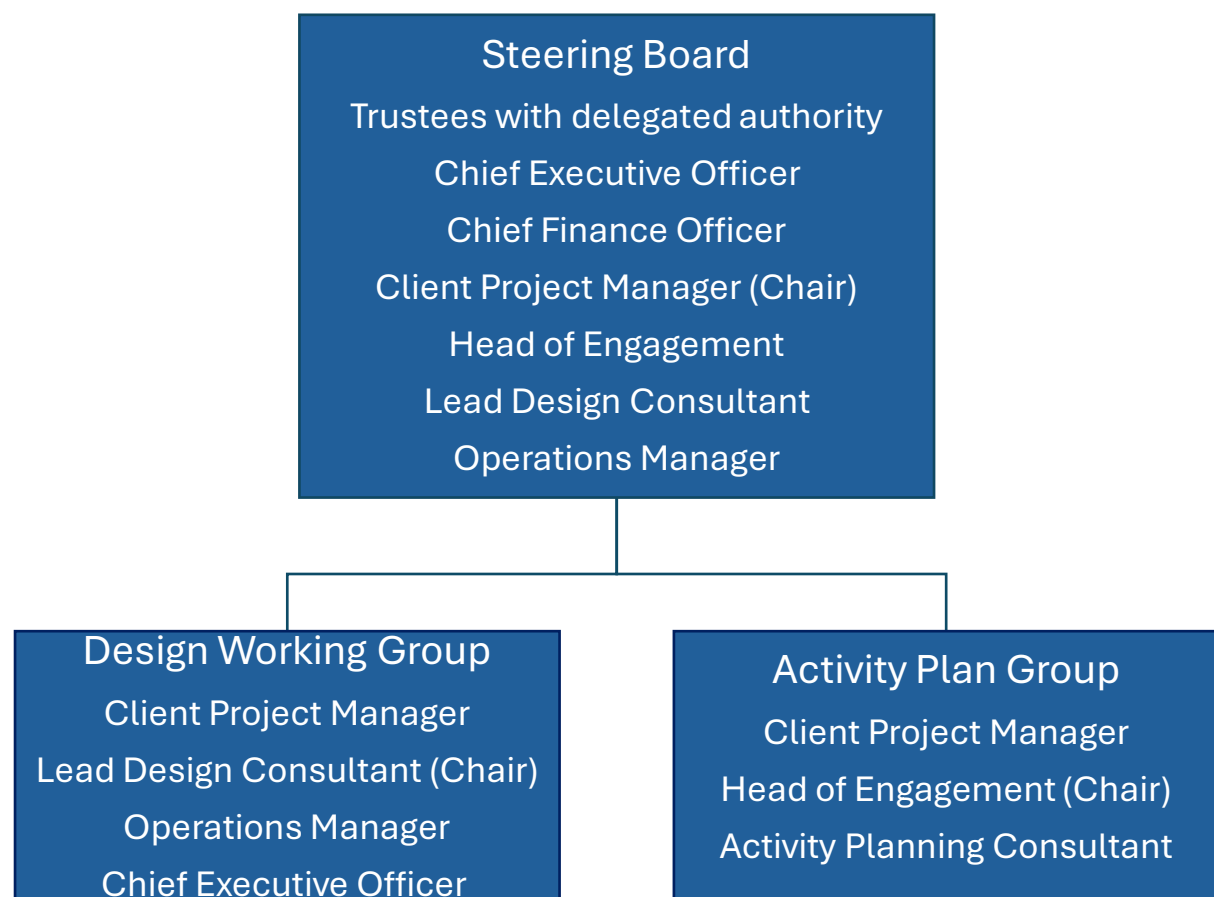 Steering Board
Trustees with delegated authority
Chief Executive Officer
Chief Finance Officer
Client Project Manager (Chair)
Head of Engagement
Lead Design Consultant
Operations Manager
Design Working Group
Client Project Manager
Lead Design Consultant (Chair)
Operations Manager
Chief Executive Officer
Activity Plan Group
Client Project Manager
Head of Engagement (Chair)
Activity Planning Consultant